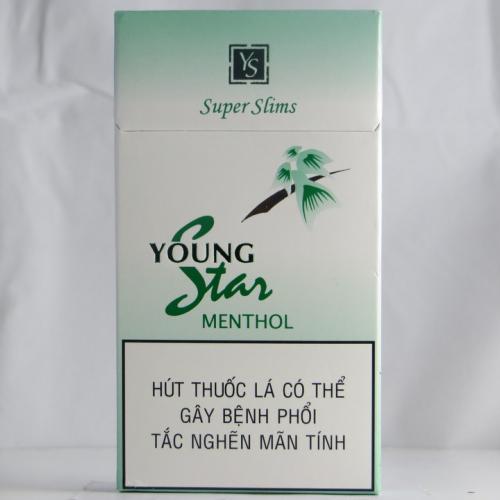 YS
Super Slims
YOUNG
Star
MENTHOL
HÚT THUỐC LÁ CÓ THỂ
GÂY BỆNH PHỔI
TẮC NGHẼN MÃN TÍNH